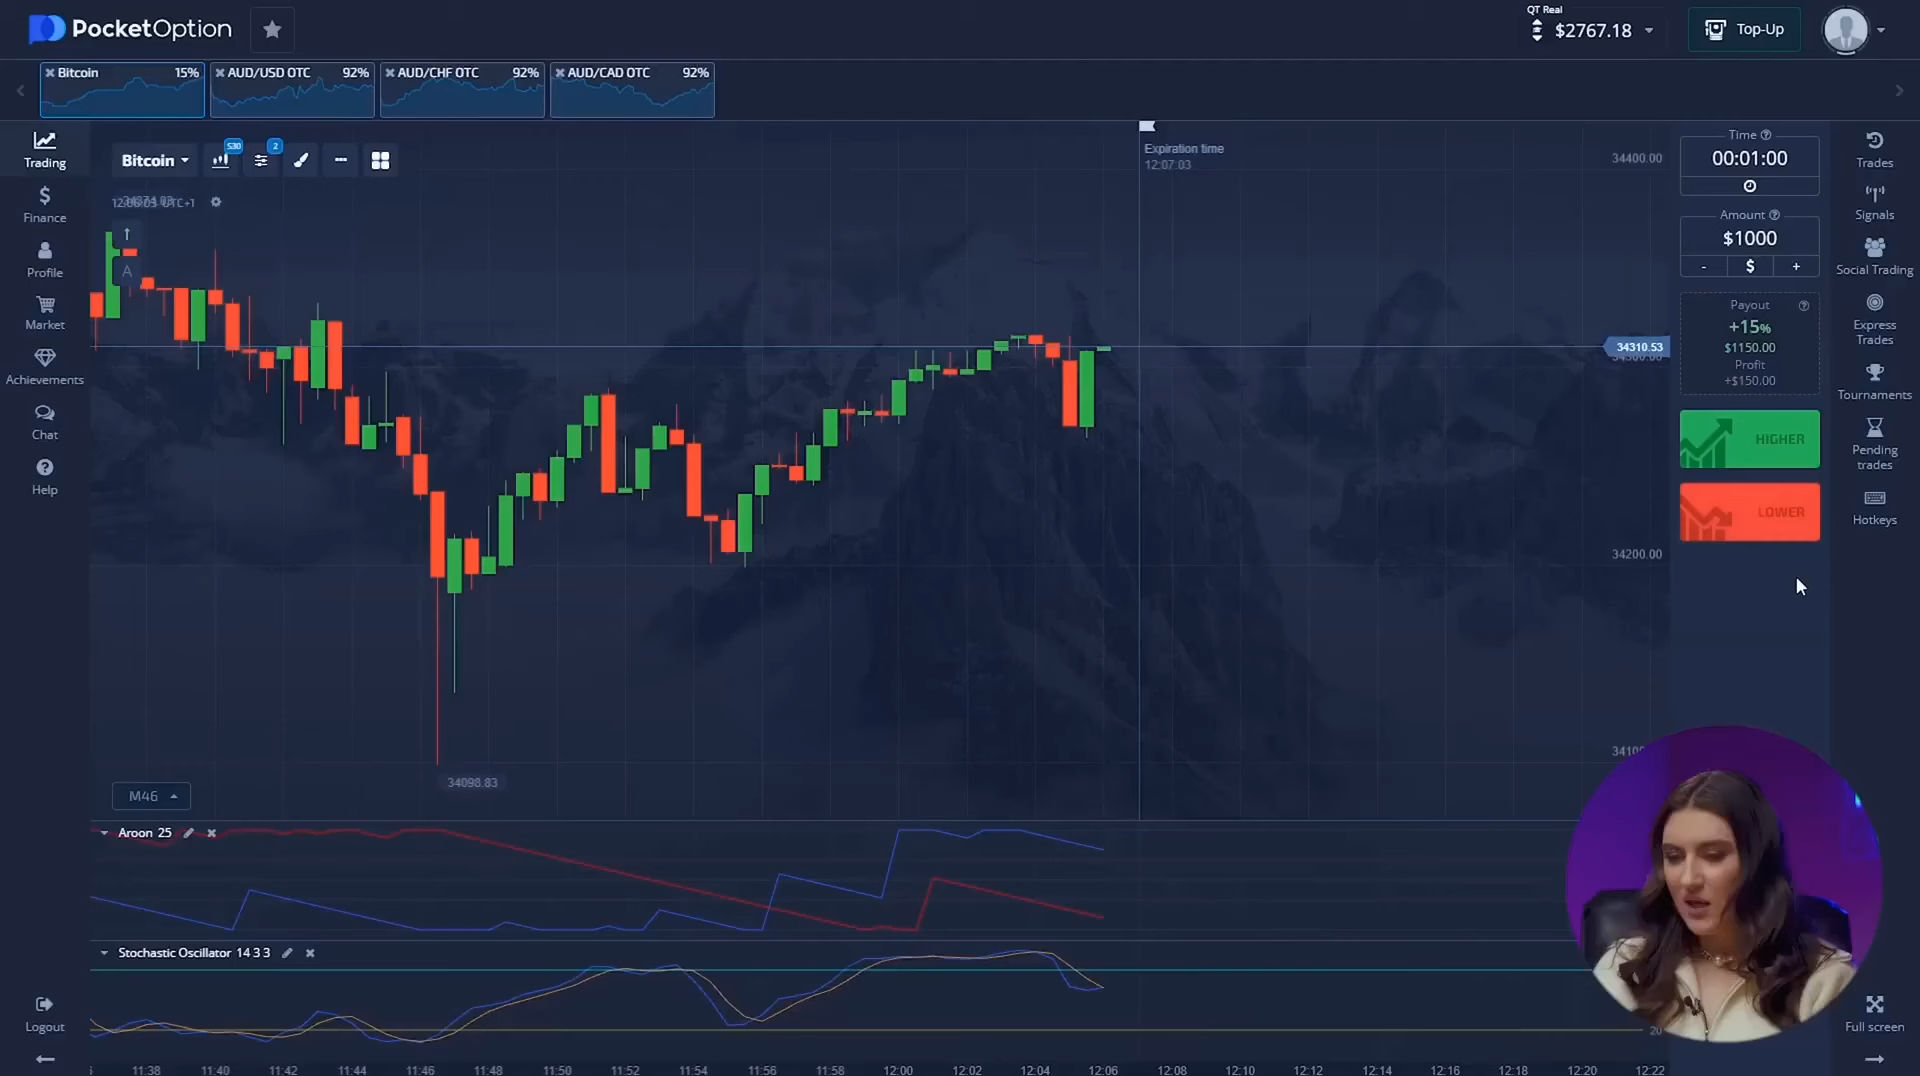 PocketOption
QT Real
$2767.18
Top-Up
Bitcoin 15%
AUD/USD OTC 92%
AUD/CHF OTC 92%
AUD/CAD OTC 92%
Trading
Finance
Profile
Market
Achievements
Chat
Help
Logout
Bitcoin
S30
2
UTC+1
A
Expiration time
12:07:03
34400.00
34310.53
34200.00
34098.83
M46
Aroon 25
Stochastic Oscillator 14 3 3
20
11:38 11:40 11:42 11:44 11:46 11:48 11:50 11:52 11:54 11:56 11:58 12:00 12:02 12:04 12:06 12:08 12:10 12:12 12:14 12:16 12:18 12:20 12:22
Time
00:01:00
Amount
$1000
- $ +
Payout
+15%
$1150.00
Profit
+$150.00
HIGHER
LOWER
Trades
Signals
Social Trading
Express
Trades
Tournaments
Pending
trades
Hotkeys
Full screen